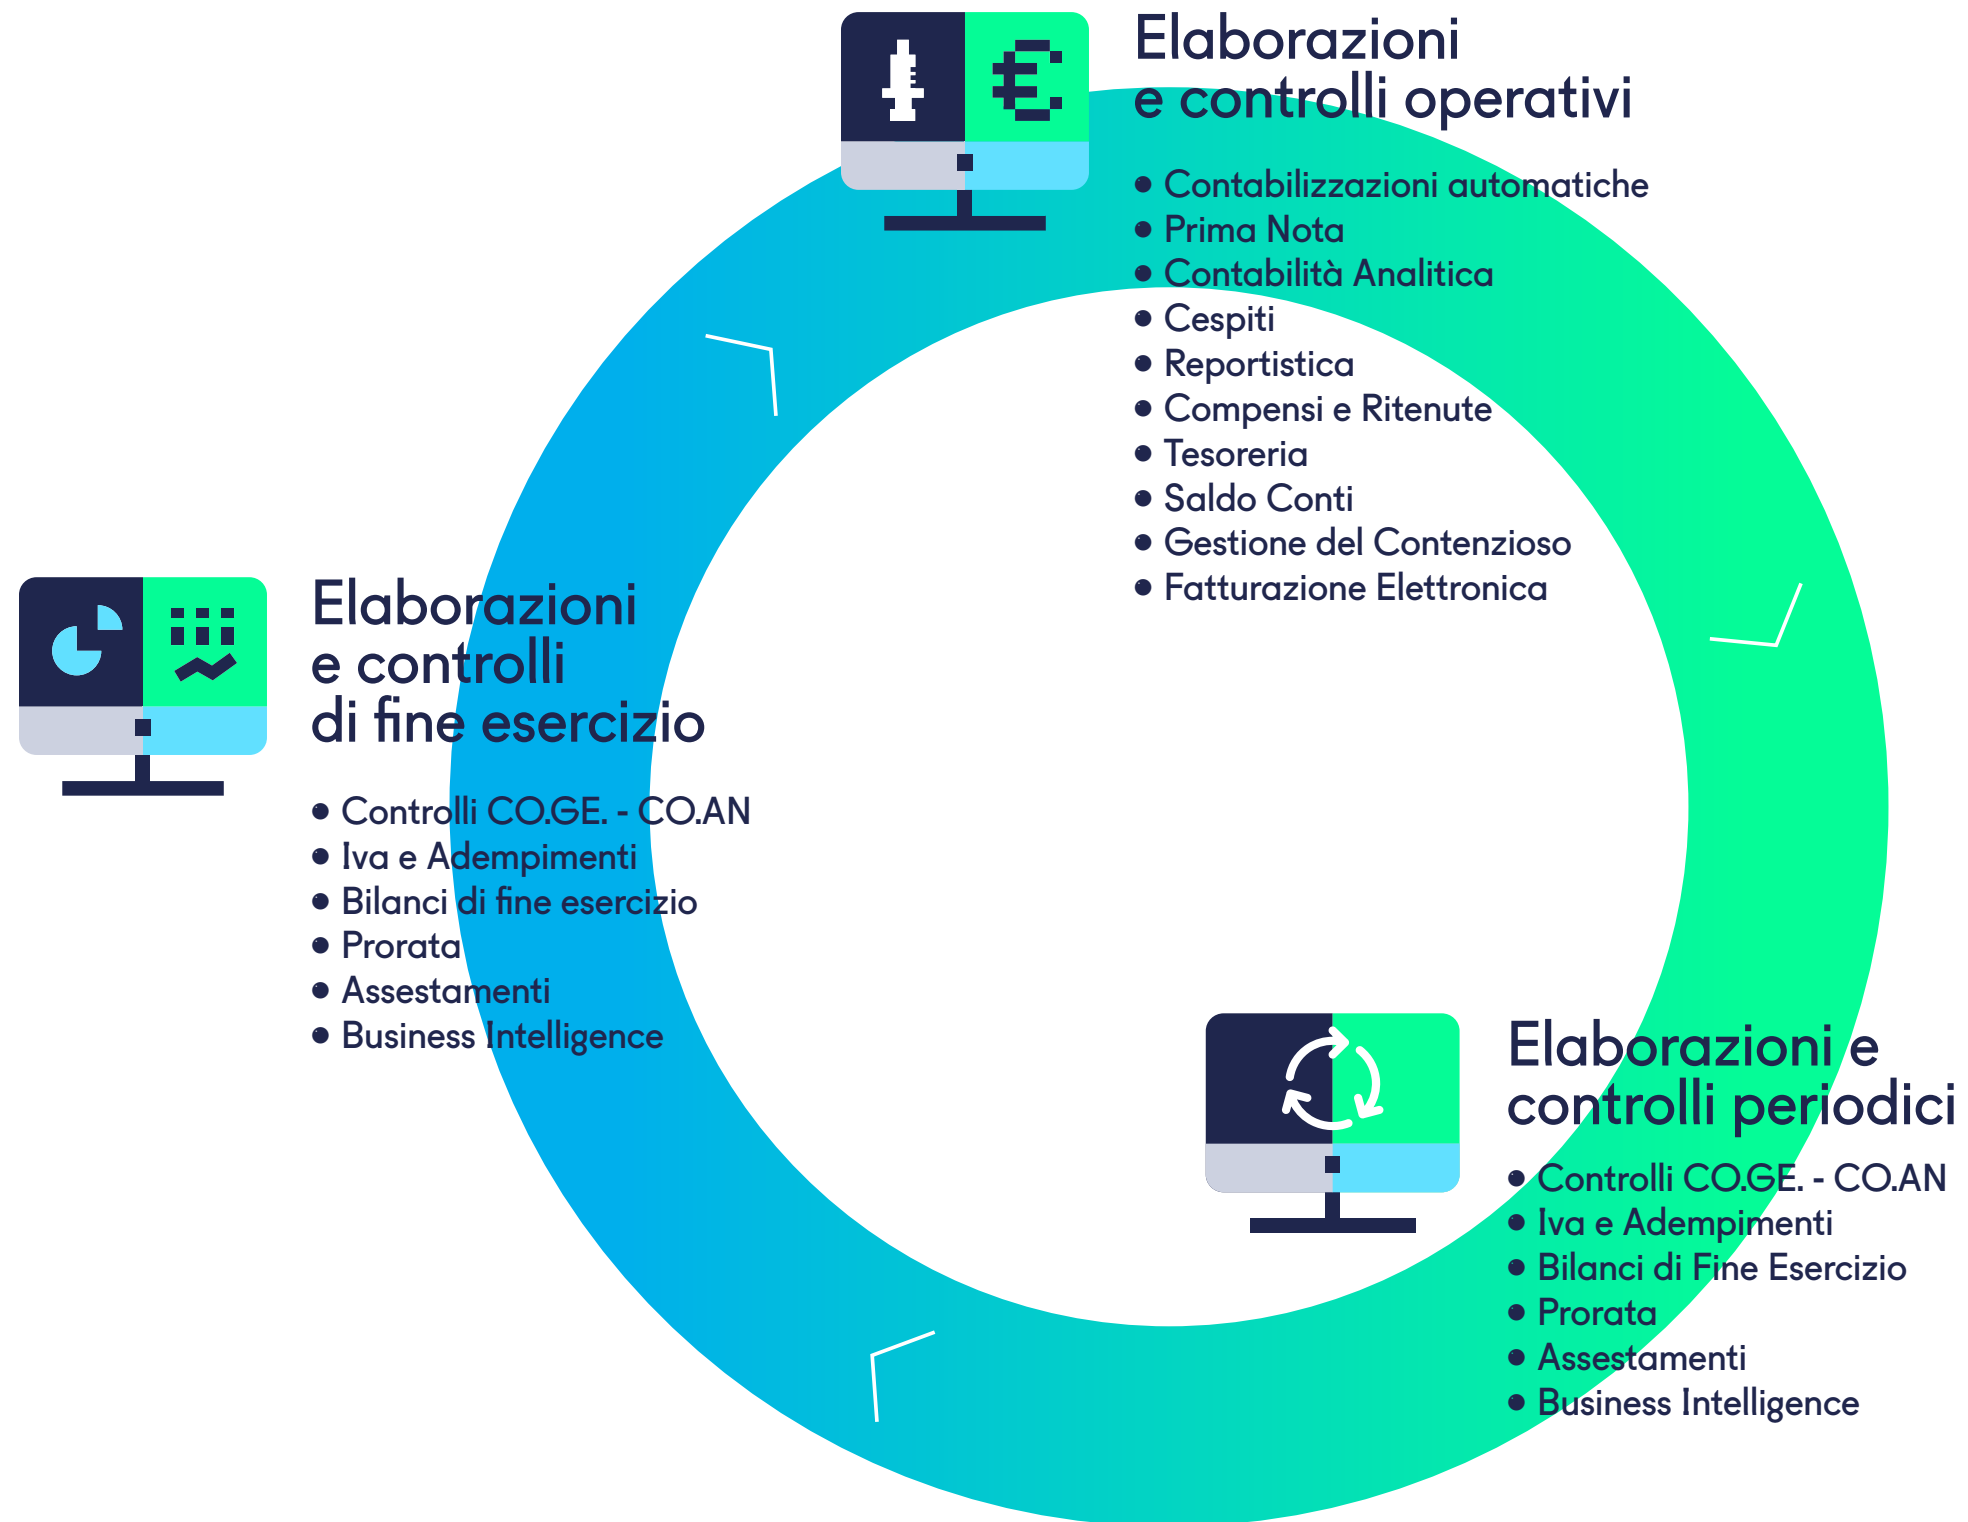 Elaborazioni
e controlli operativi
• Contabilizzazioni automatiche
• Prima Nota
• Contabilità Analitica
• Cespiti
• Reportistica
• Compensi e Ritenute
• Tesoreria
• Saldo Conti
• Gestione del Contenzioso
• Fatturazione Elettronica
Elaborazioni
e controlli
di fine esercizio
• Controlli CO.GE. - CO.AN
• Iva e Adempimenti
• Bilanci di fine esercizio
• Prorata
• Assestamenti
• Business Intelligence
Elaborazioni e
controlli periodici
• Controlli CO.GE. - CO.AN
• Iva e Adempimenti
• Bilanci di Fine Esercizio
• Prorata
• Assestamenti
• Business Intelligence